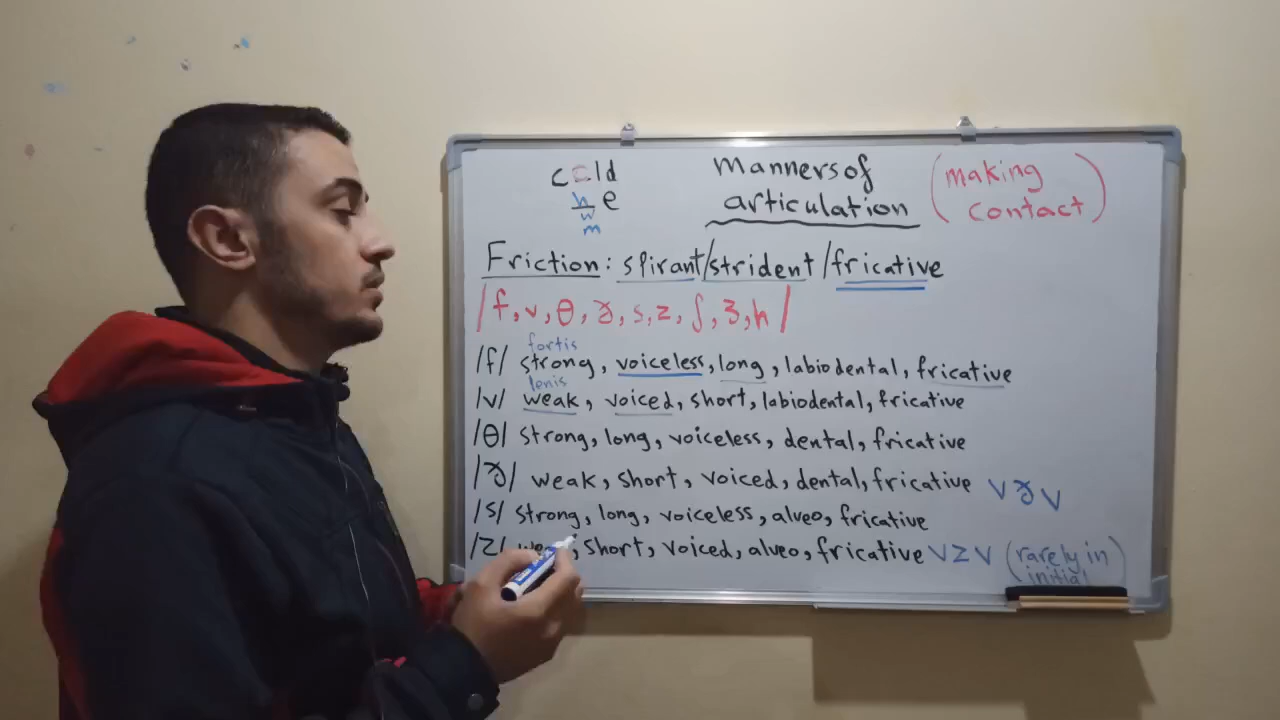 cold
he
w
m
Manners of
articulation
(making
contact)
Friction: spirant/strident/fricative
/f, v, θ, ð, s, z, ʃ, ʒ, h/
fortis
/f/ strong, voiceless, long, labiodental, fricative
lenis
/v/ weak, voiced, short, labiodental, fricative
/θ/ strong, long, voiceless, dental, fricative
/ð/ weak, short, voiced, dental, fricative V ð V
/s/ strong, long, voiceless, alveo, fricative
/z/ short, voiced, alveo, fricative V z V (rarely in
initial